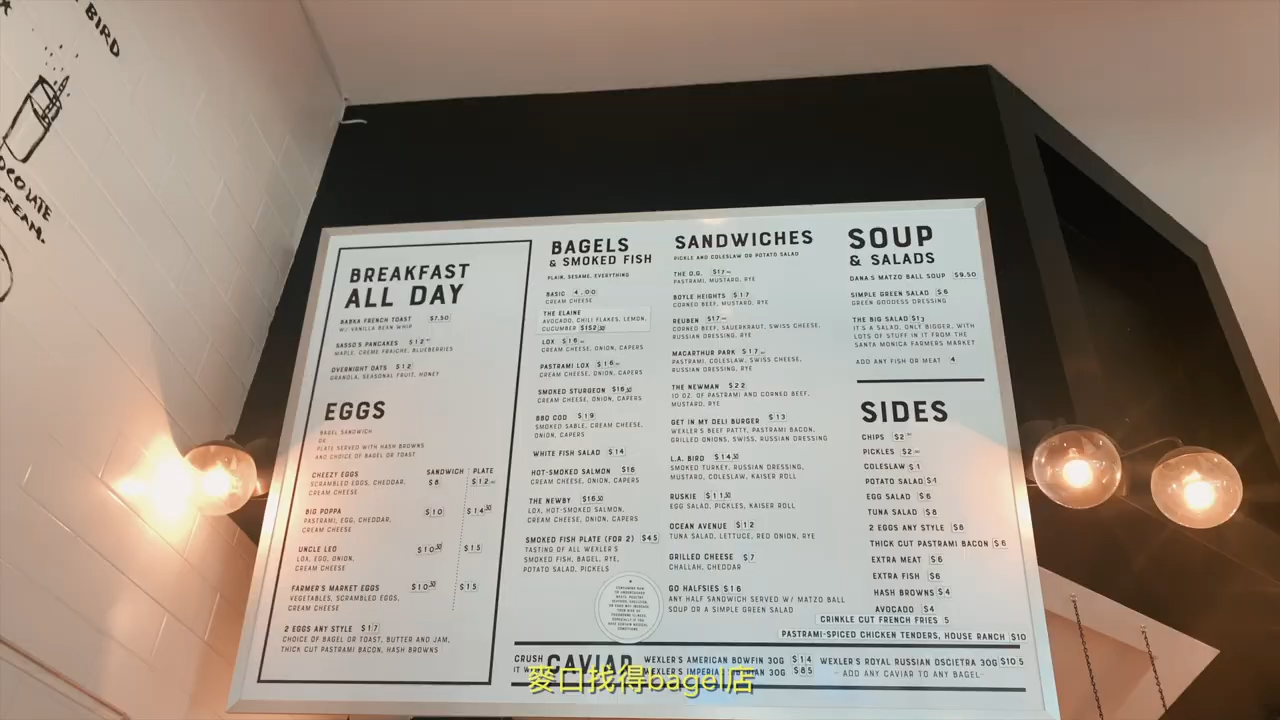 BIRD
CREAM.
BREAKFAST
ALL DAY
BABKA FRENCH TOAST $7.50
W/ VANILLA BEAN WHIP
SASSO'S PANCAKES $12
MAPLE, CREME FRAICHE, BLUEBERRIES
OVERNIGHT OATS $12
GRANOLA, SEASONAL FRUIT, HONEY
EGGS
BAGEL SANDWICH
OR
PLATE SERVED WITH HASH BROWNS
AND CHOICE OF BAGEL OR TOAST
SANDWICH PLATE
CHEEZY EGGS $8 $12
SCRAMBLED EGGS, CHEDDAR,
CREAM CHEESE
BIG POPPA $10 $14.50
PASTRAMI, EGG, CHEDDAR,
CREAM CHEESE
UNCLE LEO $10.50 $15
LOX, EGG, ONION,
CREAM CHEESE
FARMER'S MARKET EGGS $10.50 $15
VEGETABLES, SCRAMBLED EGGS,
CREAM CHEESE
2 EGGS ANY STYLE $17
CHOICE OF BAGEL OR TOAST, BUTTER AND JAM,
THICK CUT PASTRAMI BACON, HASH BROWNS
BAGELS
& SMOKED FISH
PLAIN, SESAME, EVERYTHING
BASIC 4.00
CREAM CHEESE
THE ELAINE
AVOCADO, CHILI FLAKES, LEMON,
CUCUMBER
LOX $16
CREAM CHEESE, ONION, CAPERS
PASTRAMI LOX $16
CREAM CHEESE, ONION, CAPERS
SMOKED STURGEON $16.50
CREAM CHEESE, ONION, CAPERS
BBQ COD $19
SMOKED SABLE, CREAM CHEESE,
ONION, CAPERS
WHITE FISH SALAD $14
HOT-SMOKED SALMON $16
CREAM CHEESE, ONION, CAPERS
THE NEWBY $18.50
LOX, HOT-SMOKED SALMON,
CREAM CHEESE, ONION, CAPERS
SMOKED FISH PLATE (FOR 2) $45
TASTING OF ALL WEXLER'S
SMOKED FISH, BAGEL, RYE,
POTATO SALAD, PICKELS
SANDWICHES
PICKLE AND COLESLAW OR POTATO SALAD
THE O.G. $17
PASTRAMI, MUSTARD, RYE
BOYLE HEIGHTS $17
CORNED BEEF, MUSTARD, RYE
REUBEN $17
CORNED BEEF, SAUERKRAUT, SWISS CHEESE,
RUSSIAN DRESSING, RYE
MACARTHUR PARK $17
PASTRAMI, COLESLAW, SWISS CHEESE,
RUSSIAN DRESSING, RYE
THE NEWMAN $22
10 OZ. OF PASTRAMI AND CORNED BEEF,
MUSTARD, RYE
GET IN MY DELI BURGER $13
WEXLER'S BEEF PATTY, PASTRAMI BACON,
GRILLED ONIONS, SWISS, RUSSIAN DRESSING
L.A. BIRD $14.50
SMOKED TURKEY, RUSSIAN DRESSING,
MUSTARD, COLESLAW, KAISER ROLL
RUSKIE $11.50
EGG SALAD, PICKLES, KAISER ROLL
OCEAN AVENUE $12
TUNA SALAD, LETTUCE, RED ONION, RYE
GRILLED CHEESE $7
CHALLAH, CHEDDAR
GO HALFSIES $16
ANY HALF SANDWICH SERVED W/ MATZO BALL
SOUP OR A SIMPLE GREEN SALAD
SOUP
& SALADS
DANA'S MATZO BALL SOUP $9.50
SIMPLE GREEN SALAD $6
GREEN GODDESS DRESSING
THE BIG SALAD $13
IT'S A SALAD, ONLY BIGGER, WITH
LOTS OF STUFF IN IT FROM THE
SANTA MONICA FARMERS MARKET
ADD ANY FISH OR MEAT 4
SIDES
CHIPS $2
PICKLES $2
COLESLAW $1
POTATO SALAD $4
EGG SALAD $6
TUNA SALAD $8
2 EGGS ANY STYLE $8
THICK CUT PASTRAMI BACON $6
EXTRA MEAT $6
EXTRA FISH $6
HASH BROWNS $4
AVOCADO $4
CRINKLE CUT FRENCH FRIES 5
PASTRAMI-SPICED CHICKEN TENDERS, HOUSE RANCH $10
CRUSH
IT
CAVIAR
WEXLER'S AMERICAN BOWFIN 30G $14
WEXLER'S ROYAL RUSSIAN OSCIETRA 30G $105
30G $85
- ADD ANY CAVIAR TO ANY BAGEL -
麥口找得bagel店